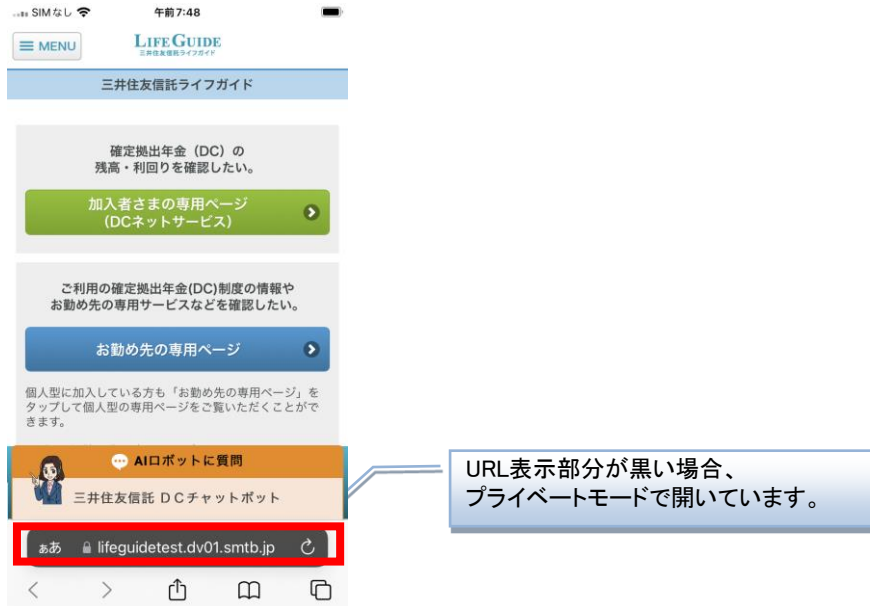 SIMなし 午前7:48
MENU
LIFE GUIDE
三井住友信託ライフガイド
三井住友信託ライフガイド
確定拠出年金（DC）の
残高・利回りを確認したい。
加入者さまの専用ページ
（DCネットサービス）
ご利用の確定拠出年金(DC)制度の情報や
お勤め先の専用サービスなどを確認したい。
お勤め先の専用ページ
個人型に加入している方も「お勤め先の専用ページ」を
タップして個人型の専用ページをご覧いただくことがで
きます。
AIロボットに質問
三井住友信託 ＤＣチャットボット
URL表示部分が黒い場合、
プライベートモードで開いています。
ぁあ lifeguidetest.dv01.smtb.jp